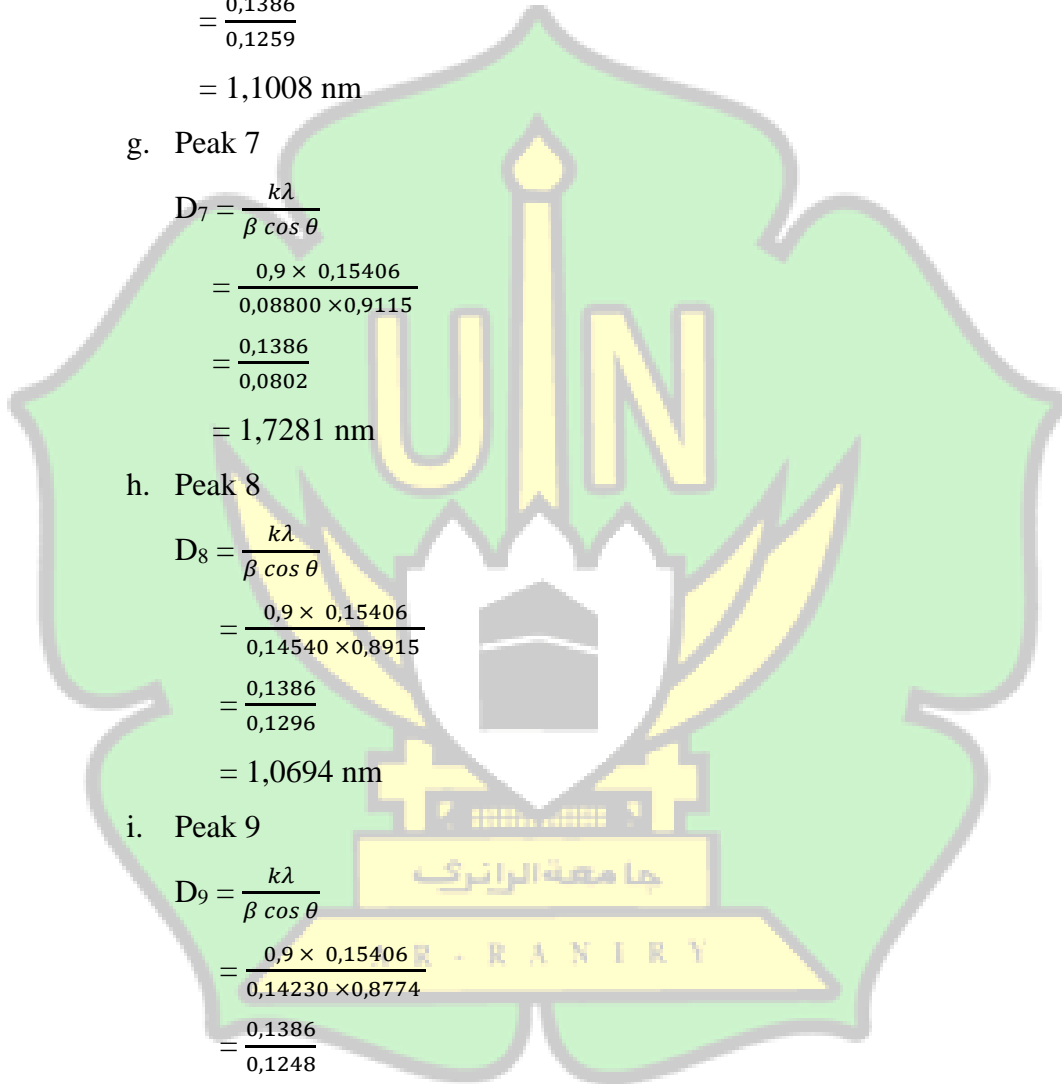 = 0,1386 / 0,1259
= 1,1008 nm
g. Peak 7
D₇ = kλ / β cos θ
= 0,9 × 0,15406 / 0,08800 ×0,9115
= 0,1386 / 0,0802
= 1,7281 nm
h. Peak 8
D₈ = kλ / β cos θ
= 0,9 × 0,15406 / 0,14540 ×0,8915
= 0,1386 / 0,1296
= 1,0694 nm
i. Peak 9
D₉ = kλ / β cos θ
= 0,9 × 0,15406 / 0,14230 ×0,8774
= 0,1386 / 0,1248
UIN
جامعة الرانري
AR - RANIRY